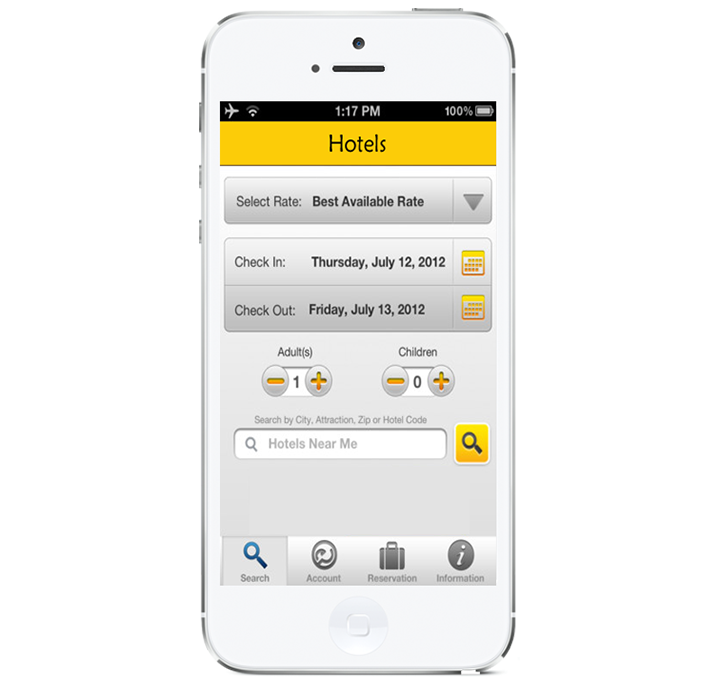 1:17 PM 100%
Hotels
Select Rate: Best Available Rate
Check In: Thursday, July 12, 2012
Check Out: Friday, July 13, 2012
Adult(s) Children
1 0
Search by City, Attraction, Zip or Hotel Code
Hotels Near Me
Search Account Reservation Information